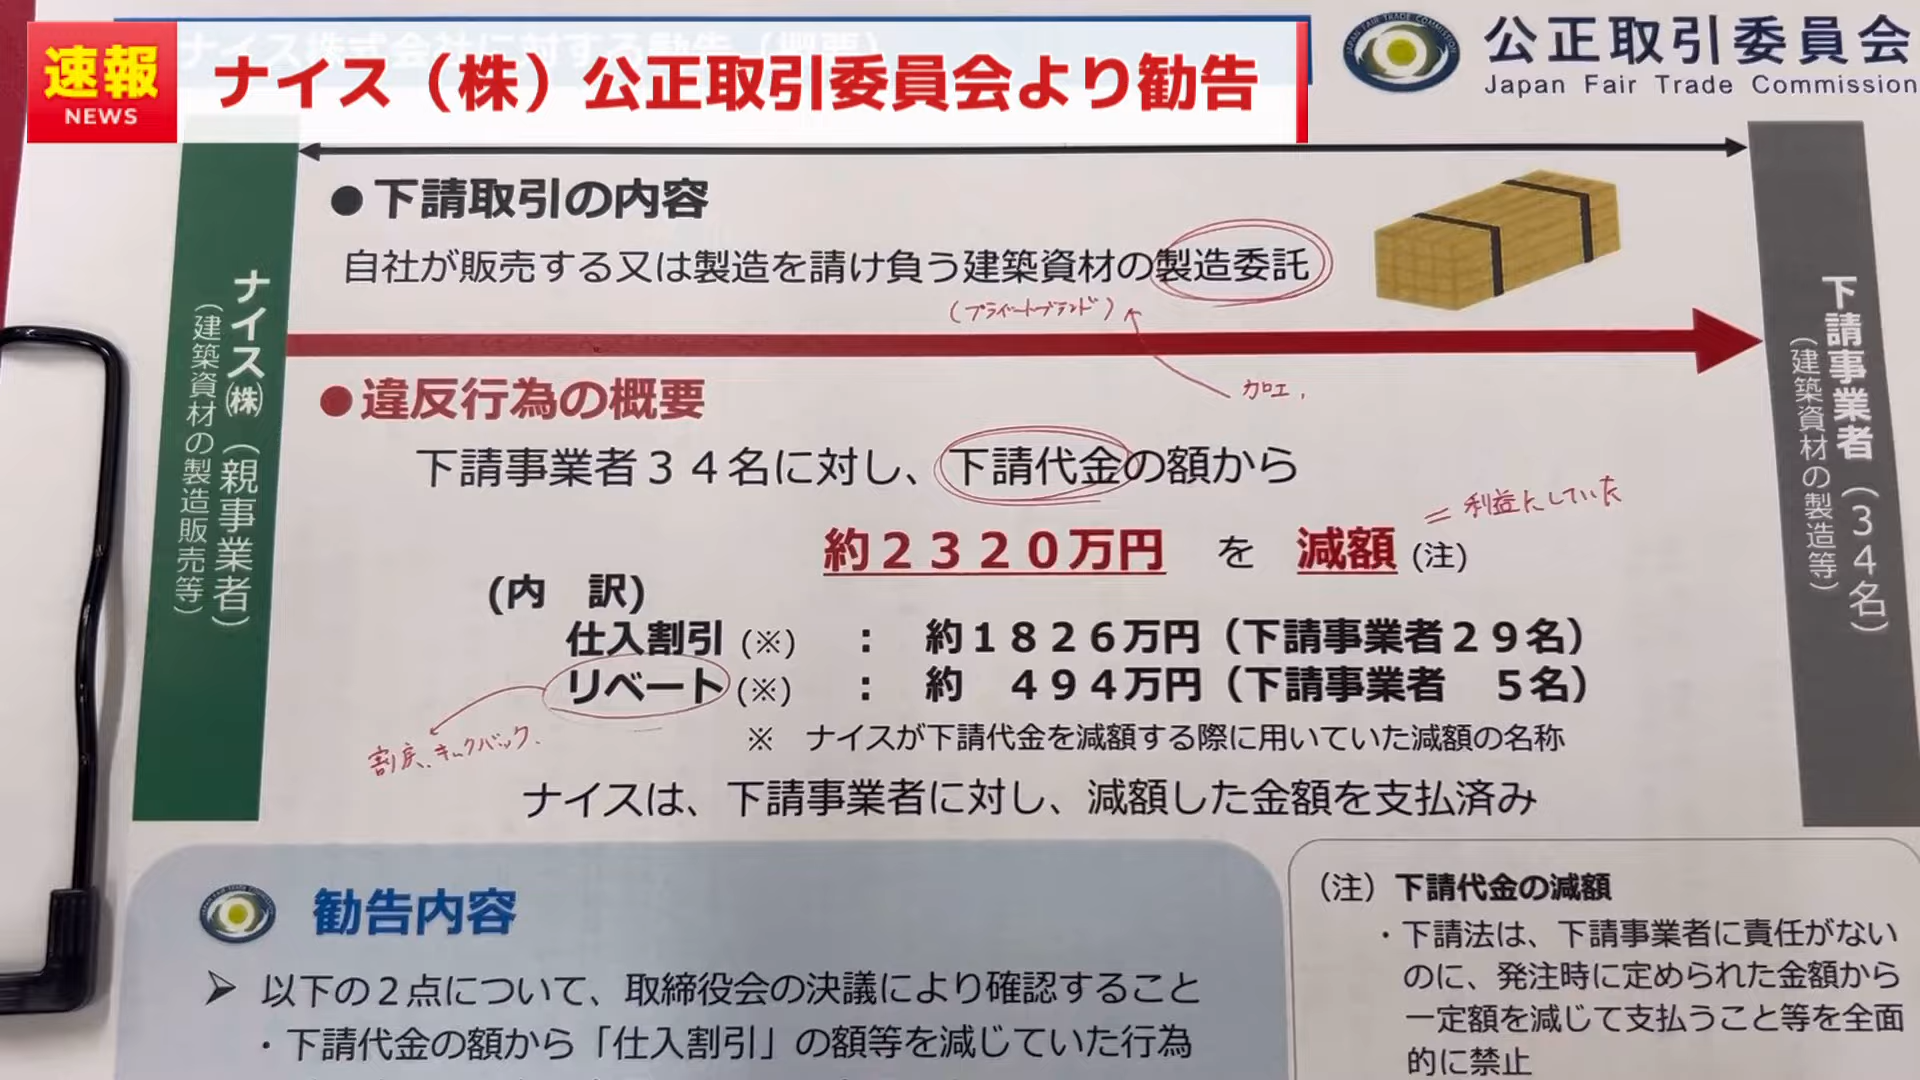 速報
NEWS
ナイス（株）公正取引委員会より勧告
公正取引委員会
Japan Fair Trade Commission
ナイス㈱（親事業者）
（建築資材の製造販売等）
●下請取引の内容
自社が販売する又は製造を請け負う建築資材の製造委託
（プライベートブランド）
加工.
●違反行為の概要
下請事業者３４名に対し、下請代金の額から
約２３２０万円 を 減額 (注)
＝利益にしていた
(内 訳)
仕入割引 (※) ： 約１８２６万円（下請事業者２９名）
リベート (※) ： 約 ４９４万円（下請事業者 ５名）
割戻、キックバック.
※ ナイスが下請代金を減額する際に用いていた減額の名称
ナイスは、下請事業者に対し、減額した金額を支払済み
下請事業者（３４名）
（建築資材の製造等）
勧告内容
➢ 以下の２点について、取締役会の決議により確認すること
・下請代金の額から「仕入割引」の額等を減じていた行為
（注）下請代金の減額
・下請法は、下請事業者に責任がない
のに、発注時に定められた金額から
一定額を減じて支払うこと等を全面
的に禁止